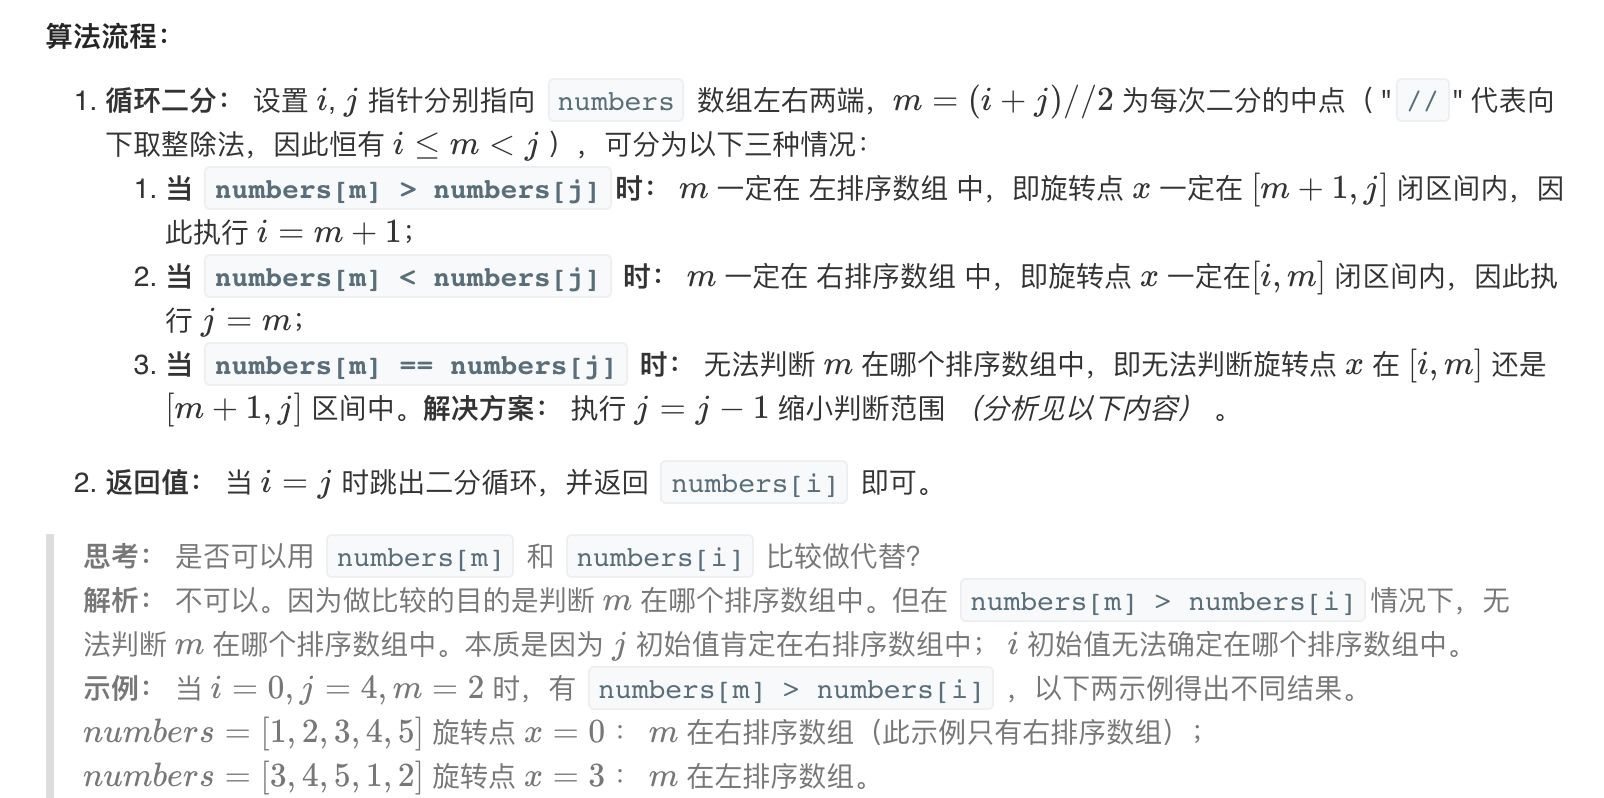 算法流程：
1. 循环二分： 设置 i, j 指针分别指向 numbers 数组左右两端，m = (i + j)//2 为每次二分的中点（ "//" 代表向
下取整除法，因此恒有 i ≤ m < j ），可分为以下三种情况：
1. 当 numbers[m] > numbers[j] 时： m 一定在 左排序数组 中，即旋转点 x 一定在 [m + 1, j] 闭区间内，因
此执行 i = m + 1；
2. 当 numbers[m] < numbers[j] 时： m 一定在 右排序数组 中，即旋转点 x 一定在[i, m] 闭区间内，因此执
行 j = m；
3. 当 numbers[m] == numbers[j] 时： 无法判断 m 在哪个排序数组中，即无法判断旋转点 x 在 [i, m] 还是
[m + 1, j] 区间中。解决方案： 执行 j = j − 1 缩小判断范围 （分析见以下内容） 。
2. 返回值： 当 i = j 时跳出二分循环，并返回 numbers[i] 即可。
思考： 是否可以用 numbers[m] 和 numbers[i] 比较做代替？
解析： 不可以。因为做比较的目的是判断 m 在哪个排序数组中。但在 numbers[m] > numbers[i] 情况下，无
法判断 m 在哪个排序数组中。本质是因为 j 初始值肯定在右排序数组中； i 初始值无法确定在哪个排序数组中。
示例： 当 i = 0, j = 4, m = 2 时，有 numbers[m] > numbers[i] ，以下两示例得出不同结果。
numbers = [1, 2, 3, 4, 5] 旋转点 x = 0 ： m 在右排序数组（此示例只有右排序数组）；
numbers = [3, 4, 5, 1, 2] 旋转点 x = 3 ： m 在左排序数组。